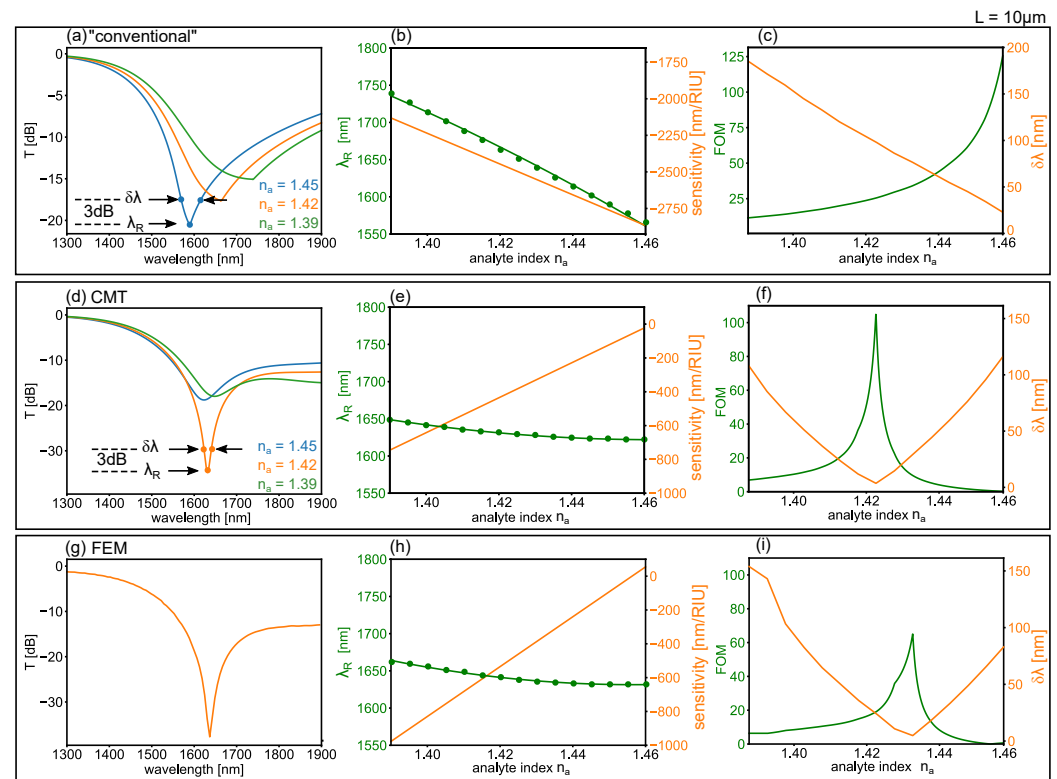 L = 10µm
(a) "conventional"
T [dB]
0
−5
−10
−15
−20
δλ
3dB
λR
na = 1.45
na = 1.42
na = 1.39
1300 1400 1500 1600 1700 1800 1900
wavelength [nm]
(b)
λR
[nm]
1800
1750
1700
1650
1600
1550
1.40 1.42 1.44 1.46
analyte index na
−1750
−2000
−2250
−2500
−2750
sensitivity [nm/RIU]
(c)
FOM
125
100
75
50
25
1.40 1.42 1.44 1.46
analyte index na
200
150
100
50
0
δλ [nm]
(d) CMT
T [dB]
0
−10
−20
−30
δλ
3dB
λR
na = 1.45
na = 1.42
na = 1.39
1300 1400 1500 1600 1700 1800 1900
wavelength [nm]
(e)
λR
[nm]
1800
1750
1700
1650
1600
1550
1.40 1.42 1.44 1.46
analyte index na
0
−200
−400
−600
−800
−1000
sensitivity [nm/RIU]
(f)
FOM
100
80
60
40
20
0
1.40 1.42 1.44 1.46
analyte index na
150
100
50
0
δλ [nm]
(g) FEM
T [dB]
0
−10
−20
−30
1300 1400 1500 1600 1700 1800 1900
wavelength [nm]
(h)
λR
[nm]
1800
1750
1700
1650
1600
1550
1.40 1.42 1.44 1.46
analyte index na
0
−200
−400
−600
−800
−1000
sensitivity [nm/RIU]
(i)
FOM
100
80
60
40
20
0
1.40 1.42 1.44 1.46
analyte index na
150
100
50
0
δλ [nm]